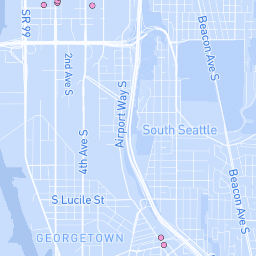 SR 99
2nd Ave S
Beacon Ave S
4th Ave S
Airport Way S
South Seattle
S Lucile St
Beacon Ave S
GEORGETOWN